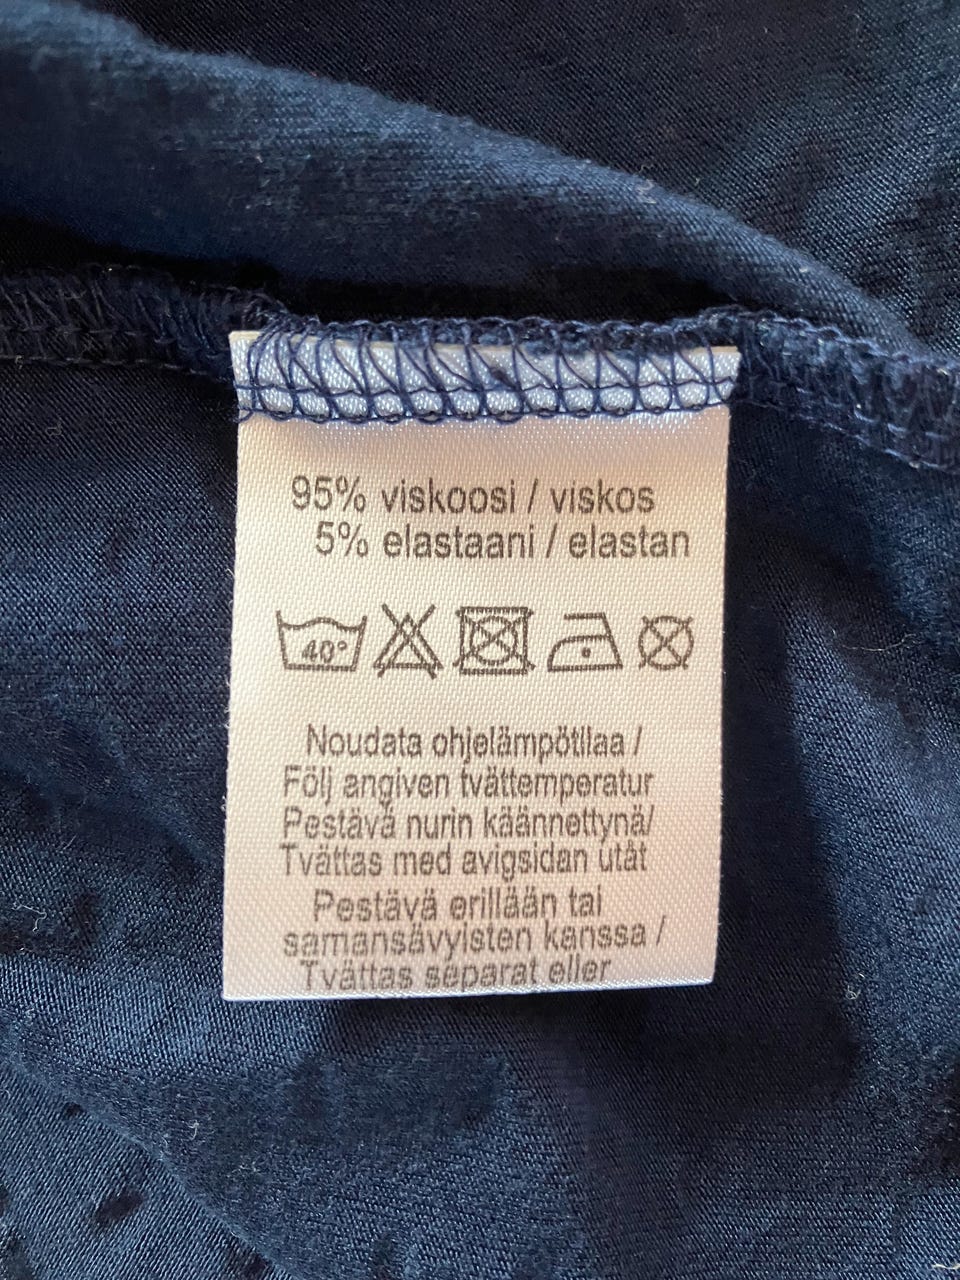 95% viskoosi / viskos
5% elastaani / elastan
40°
Noudata ohjelämpötilaa /
Följ angiven tvättemperatur
Pestävä nurin käännettynä/
Tvättas med avigsidan utåt
Pestävä erillään tai
samansävyisten kanssa /
Tvättas separat eller